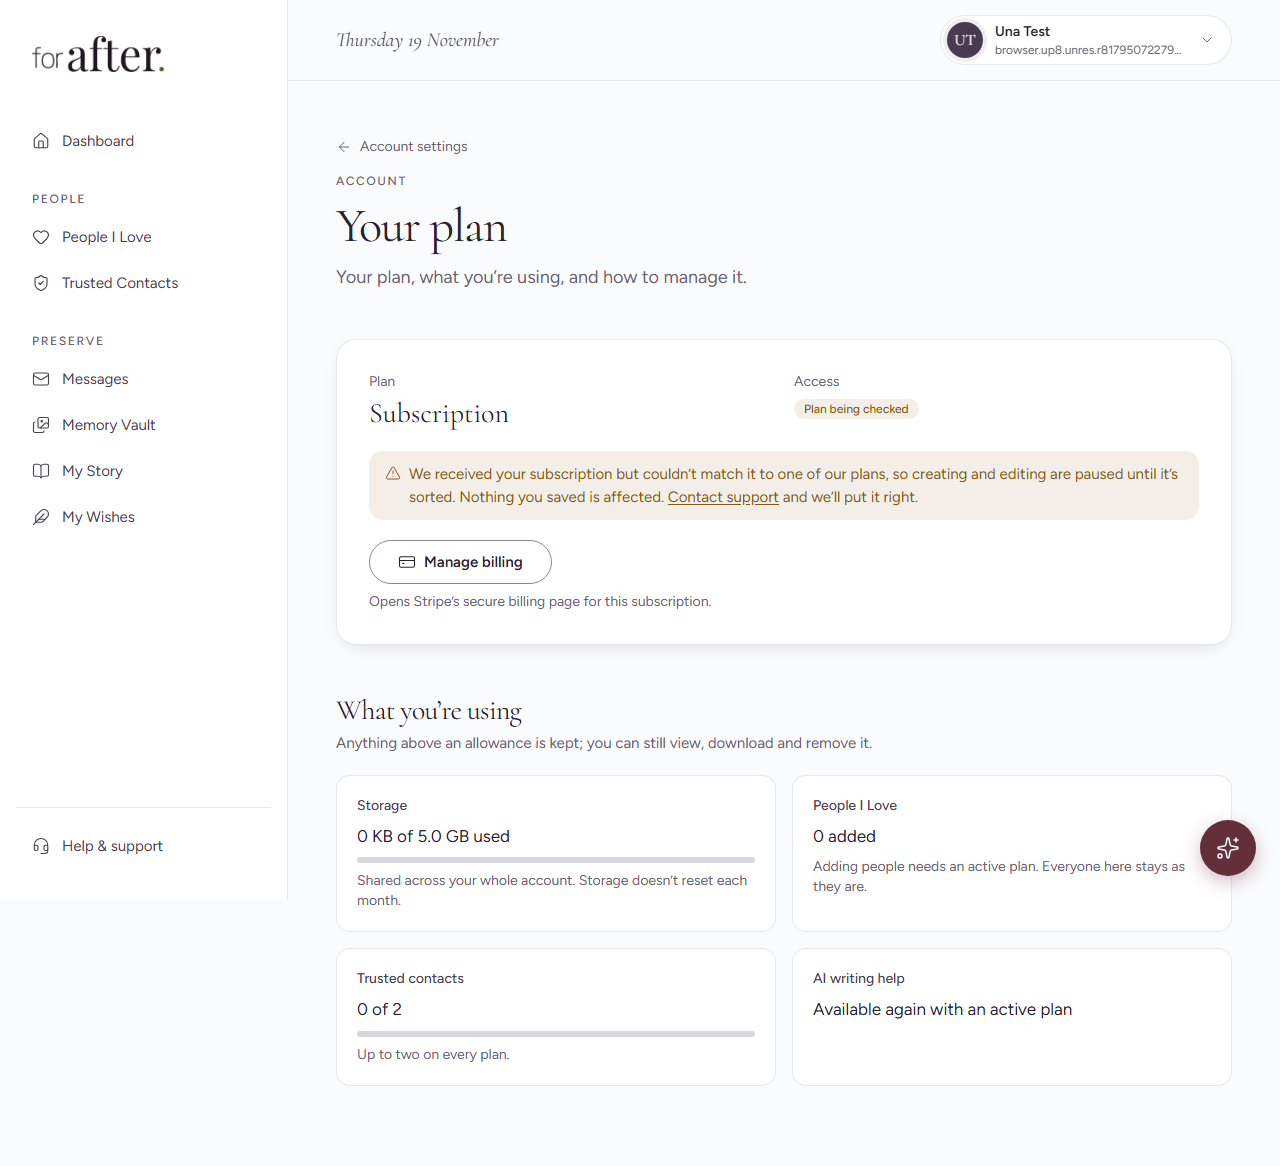 for after.
Thursday 19 November
UT
Una Test
browser.up8.unres.r81795072279...
Dashboard
PEOPLE
People I Love
Trusted Contacts
PRESERVE
Messages
Memory Vault
My Story
My Wishes
Help & support
Account settings
ACCOUNT
Your plan
Your plan, what you’re using, and how to manage it.
Plan
Subscription
Access
Plan being checked
We received your subscription but couldn’t match it to one of our plans, so creating and editing are paused until it’s
sorted. Nothing you saved is affected. Contact support and we’ll put it right.
Manage billing
Opens Stripe’s secure billing page for this subscription.
What you’re using
Anything above an allowance is kept; you can still view, download and remove it.
Storage
0 KB of 5.0 GB used
Shared across your whole account. Storage doesn’t reset each
month.
People I Love
0 added
Adding people needs an active plan. Everyone here stays as
they are.
Trusted contacts
0 of 2
Up to two on every plan.
AI writing help
Available again with an active plan